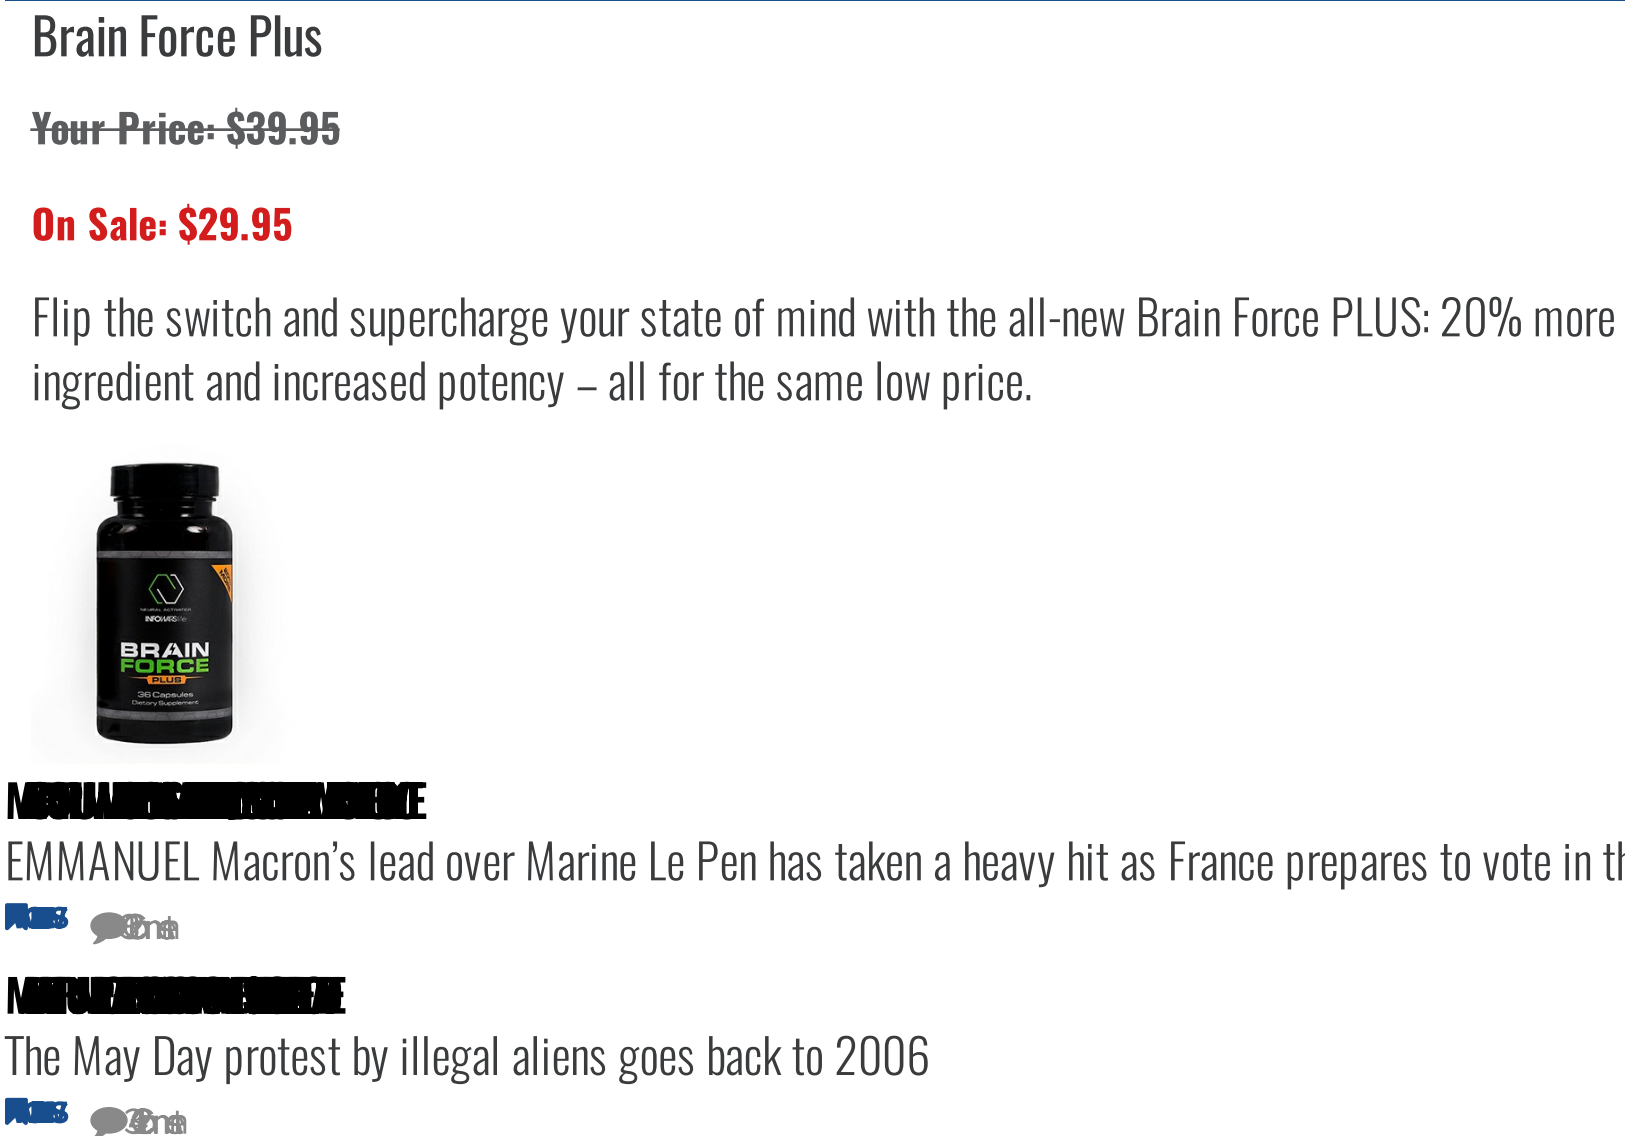 Brain Force Plus
Your Price: $39.95
On Sale: $29.95
Flip the switch and supercharge your state of mind with the all-new Brain Force PLUS: 20% more
ingredient and increased potency – all for the same low price.
NEURAL ACTIVATOR
INFOWARSlife
BRAIN
FORCE
PLUS
36 Capsules
Dietary Supplement
EMMANUEL Macron’s lead over Marine Le Pen has taken a heavy hit as France prepares to vote in th
The May Day protest by illegal aliens goes back to 2006